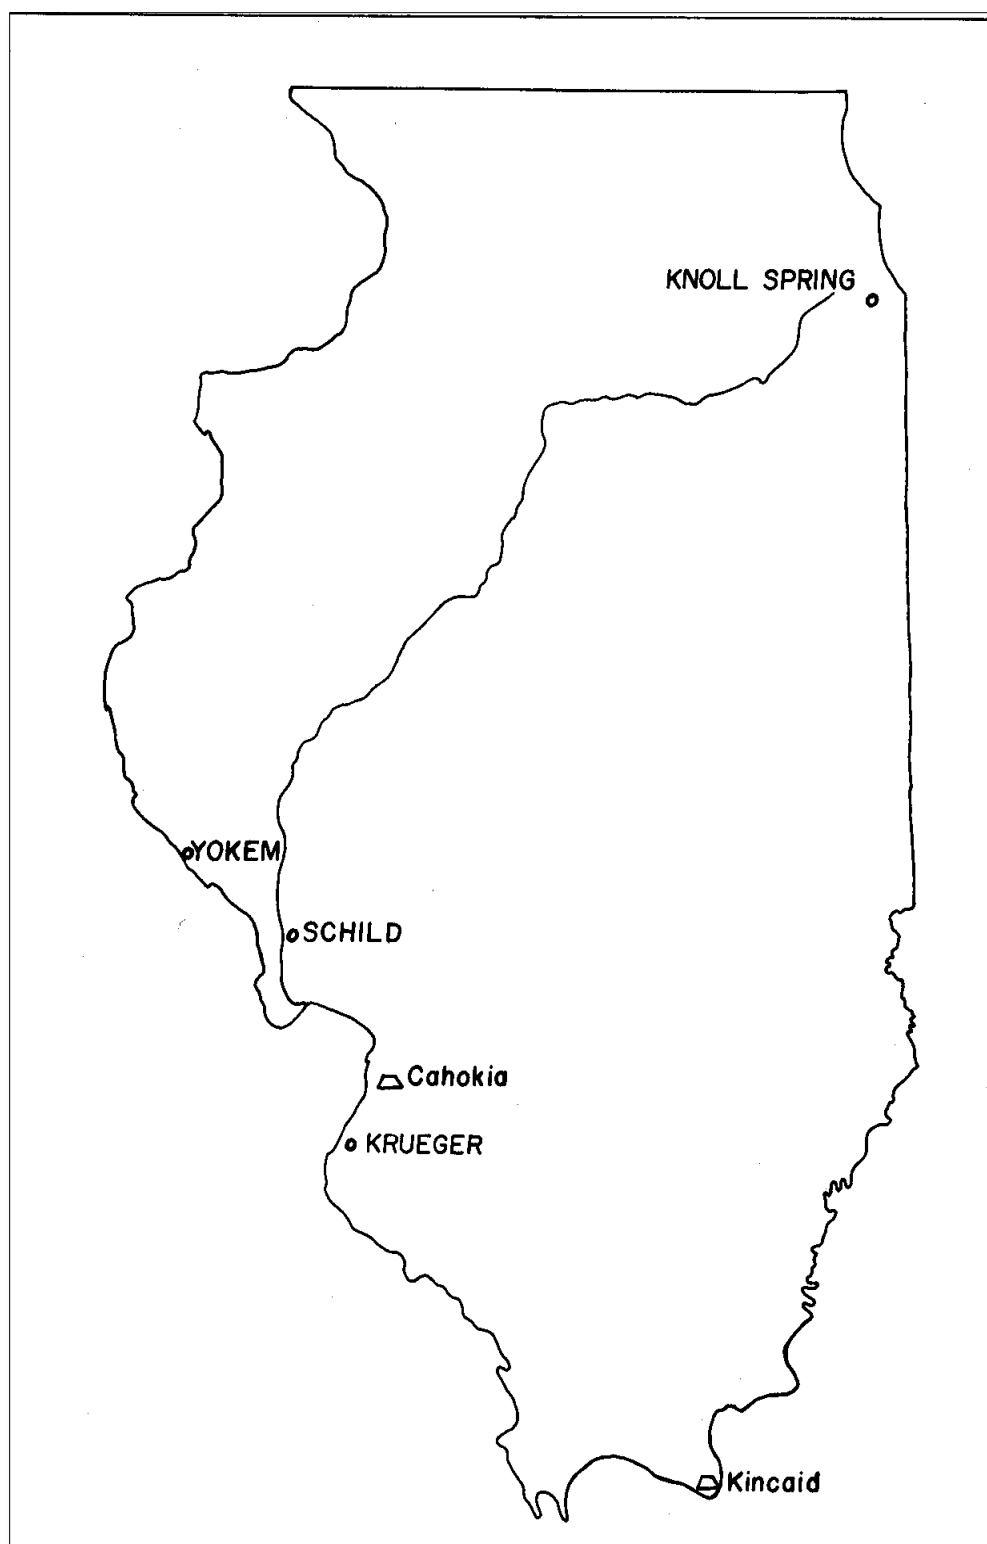 KNOLL SPRING
YOKEM
SCHILD
Cahokia
KRUEGER
Kincaid